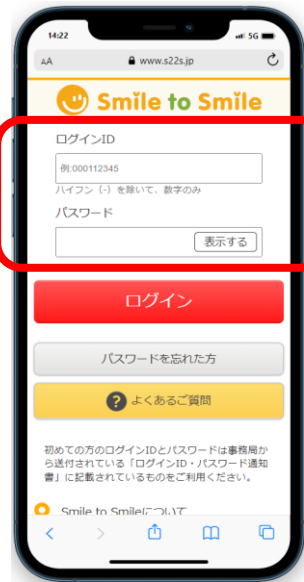 14:22
5G
AA
www.s22s.jp
Smile to Smile
ログインID
例:000112345
ハイフン（-）を除いて、数字のみ
パスワード
表示する
ログイン
パスワードを忘れた方
? よくあるご質問
初めての方のログインIDとパスワードは事務局か
ら送付されている「ログインID・パスワード通知
書」に記載されているものをご利用ください。
Smile to Smileについて